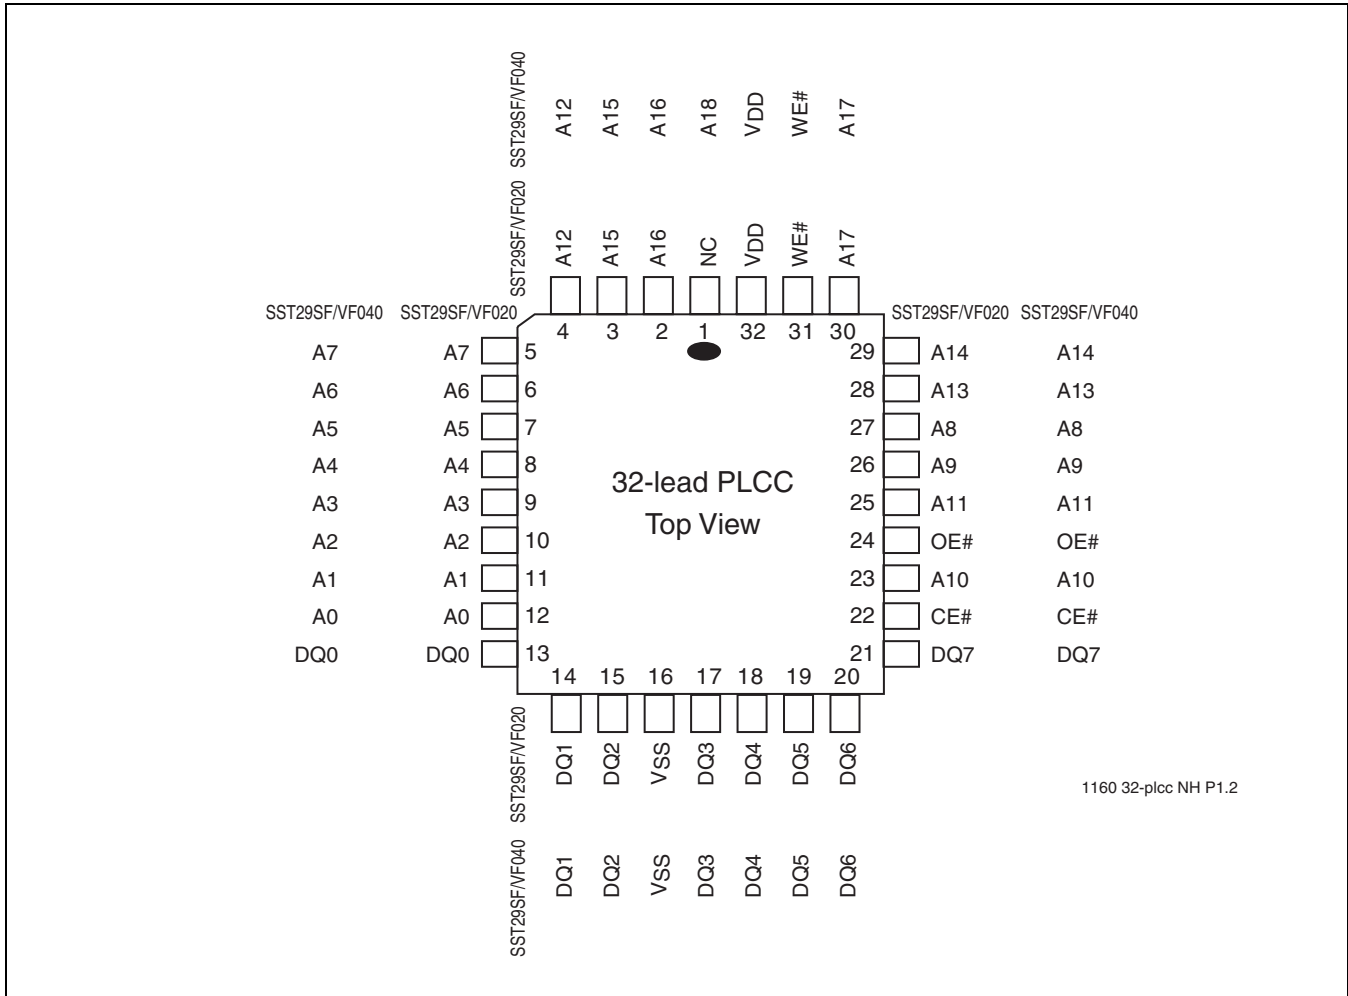 SST29SF/VF040 A12 A15 A16 A18 VDD WE# A17
SST29SF/VF020 A12 A15 A16 NC VDD WE# A17
SST29SF/VF040 SST29SF/VF020 SST29SF/VF020 SST29SF/VF040
4 3 2 1 32 31 30
A7 A7 5 29 A14 A14
A6 A6 6 28 A13 A13
A5 A5 7 27 A8 A8
A4 A4 8 26 A9 A9
32-lead PLCC
A3 A3 9 25 A11 A11
Top View
A2 A2 10 24 OE# OE#
A1 A1 11 23 A10 A10
A0 A0 12 22 CE# CE#
DQ0 DQ0 13 21 DQ7 DQ7
14 15 16 17 18 19 20
SST29SF/VF020 DQ1 DQ2 VSS DQ3 DQ4 DQ5 DQ6
1160 32-plcc NH P1.2
SST29SF/VF040 DQ1 DQ2 VSS DQ3 DQ4 DQ5 DQ6